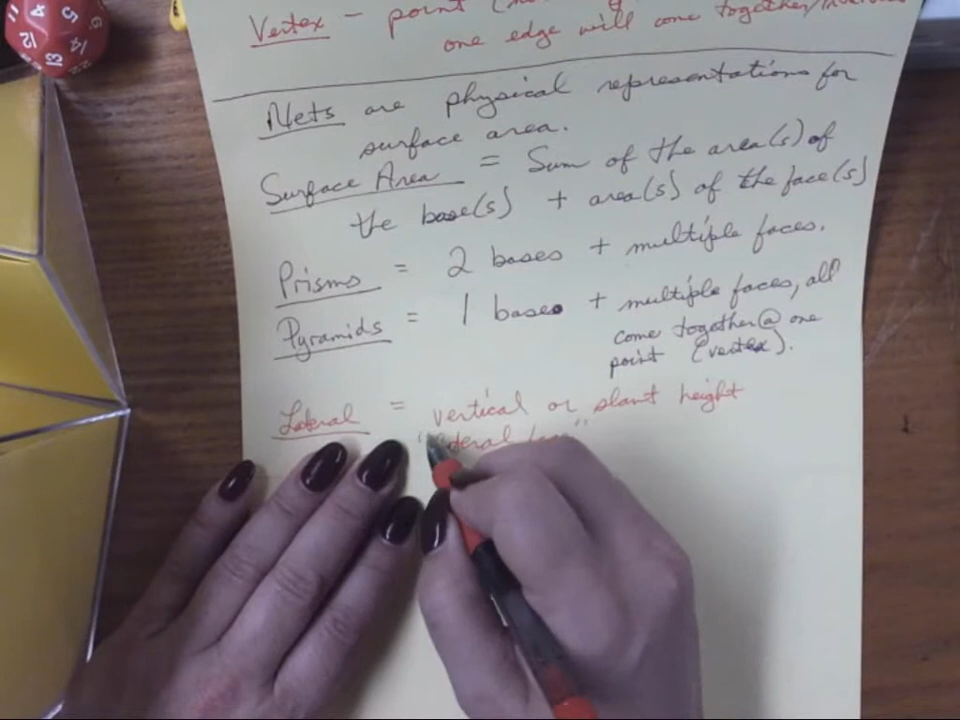 Vertex - point
one edge will come together/
Nets are physical representations for
surface area.
Surface Area = Sum of the area(s) of
the base(s) + area(s) of the face(s)
Prisms = 2 bases + multiple faces.
Pyramids = 1 base + multiple faces, all
come together @ one
point (vertex).
Lateral = vertical or slant height